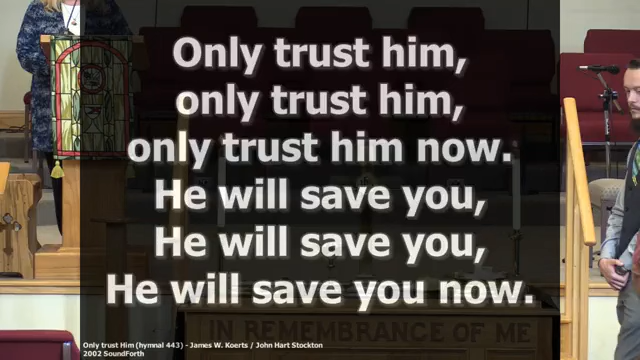 Only trust him,
only trust him,
only trust him now.
He will save you,
He will save you,
He will save you now.
IN REMEMBRANCE OF ME
Only trust Him (hymnal 443) - James W. Koerts / John Hart Stockton
2002 SoundForth